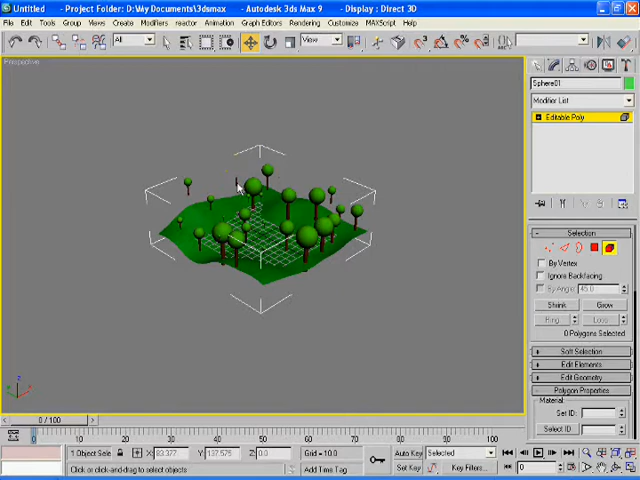 Untitled - Project Folder: D:\My Documents\3dsmax - Autodesk 3ds Max 9 - Display : Direct 3D
File Edit Tools Group Views Create Modifiers reactor Animation Graph Editors Rendering Customize MAXScript Help
All View
Perspective
Sphere01
Modifier List
Editable Poly
Selection
By Vertex
Ignore Backfacing
By Angle: 45.0
Shrink Grow
Ring Loop
0 Polygons Selected
Soft Selection
Edit Elements
Edit Geometry
Polygon Properties
Material
Set ID:
Select ID
z
0 / 100
0 10 20 30 40 50 60 70 80 90 100
1 Object Sele X: 83.377 Y: 137.575 Z: 0.0 Grid = 10.0 Auto Key Selected
Click or click-and-drag to select objects Add Time Tag Set Key Key Filters... 0